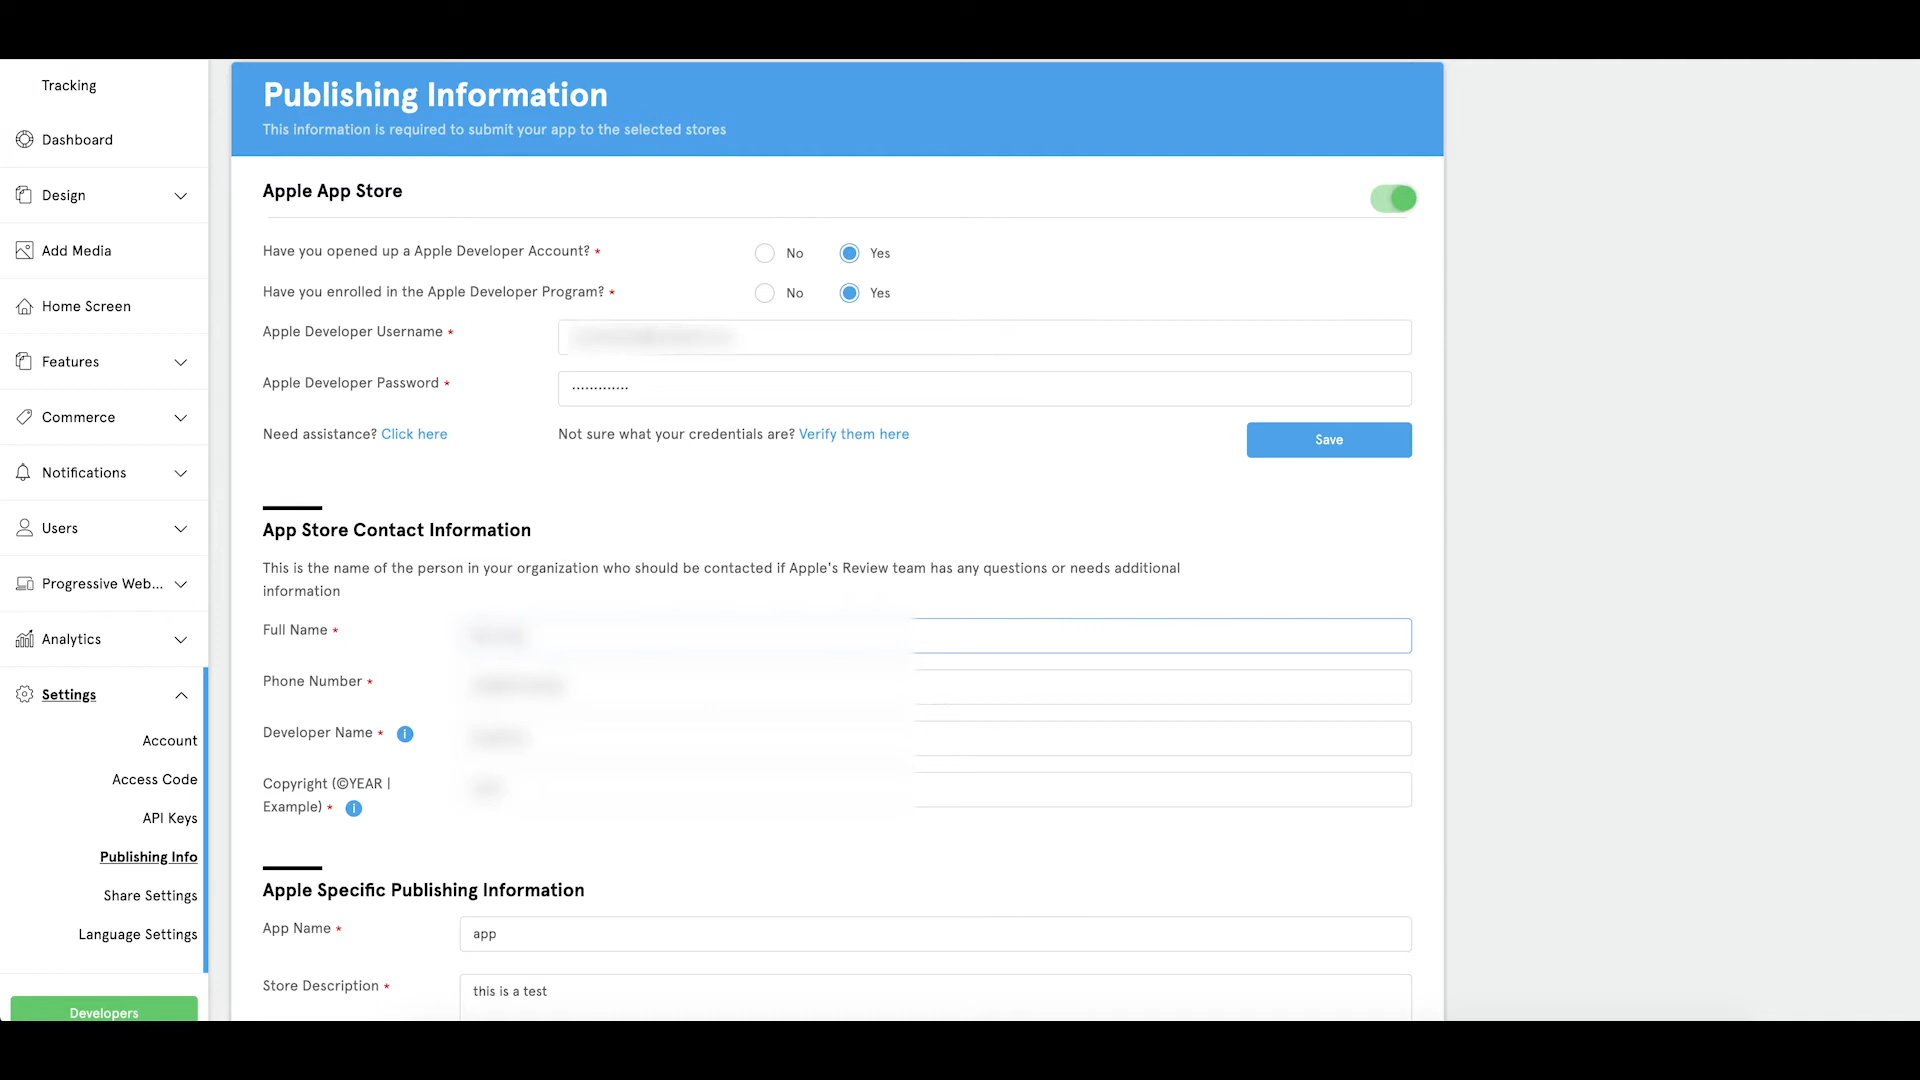 Tracking
Dashboard
Design
Add Media
Home Screen
Features
Commerce
Notifications
Users
Progressive Web...
Analytics
Settings
Account
Access Code
API Keys
Publishing Info
Share Settings
Language Settings
Developers
Publishing Information
This information is required to submit your app to the selected stores
Apple App Store
Have you opened up a Apple Developer Account? * No Yes
Have you enrolled in the Apple Developer Program? * No Yes
Apple Developer Username *
Apple Developer Password * •••••••••••••
Need assistance? Click here Not sure what your credentials are? Verify them here Save
App Store Contact Information
This is the name of the person in your organization who should be contacted if Apple's Review team has any questions or needs additional
information
Full Name *
Phone Number *
Developer Name * i
Copyright (©YEAR |
Example) * i
Apple Specific Publishing Information
App Name * app
Store Description * this is a test